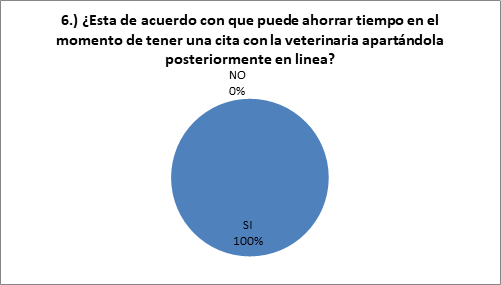 6.) ¿Esta de acuerdo con que puede ahorrar tiempo en el
momento de tener una cita con la veterinaria apartándola
posteriormente en linea?
NO
0%
SI
100%